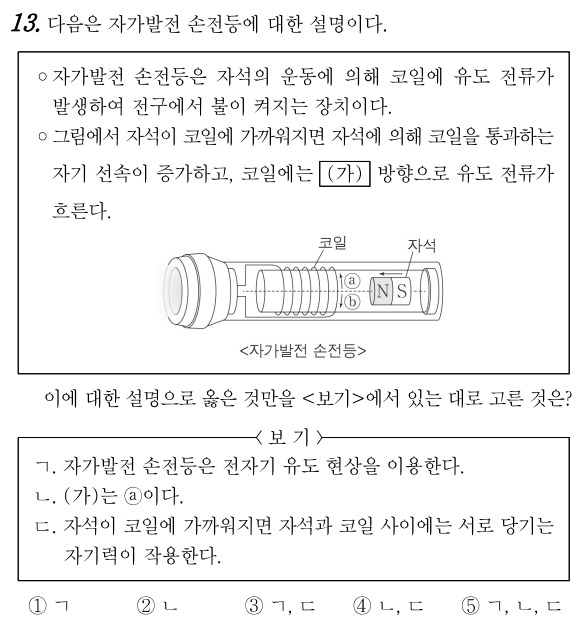 13. 다음은 자가발전 손전등에 대한 설명이다.
○ 자가발전 손전등은 자석의 운동에 의해 코일에 유도 전류가
발생하여 전구에서 불이 켜지는 장치이다.
○ 그림에서 자석이 코일에 가까워지면 자석에 의해 코일을 통과하는
자기 선속이 증가하고, 코일에는 (가) 방향으로 유도 전류가
흐른다.
코일 자석
ⓐ
ⓑ
N S
<자가발전 손전등>
이에 대한 설명으로 옳은 것만을 <보기>에서 있는 대로 고른 것은?
<보 기>
ㄱ. 자가발전 손전등은 전자기 유도 현상을 이용한다.
ㄴ. (가)는 ⓐ이다.
ㄷ. 자석이 코일에 가까워지면 자석과 코일 사이에는 서로 당기는
자기력이 작용한다.
① ㄱ ② ㄴ ③ ㄱ, ㄷ ④ ㄴ, ㄷ ⑤ ㄱ, ㄴ, ㄷ